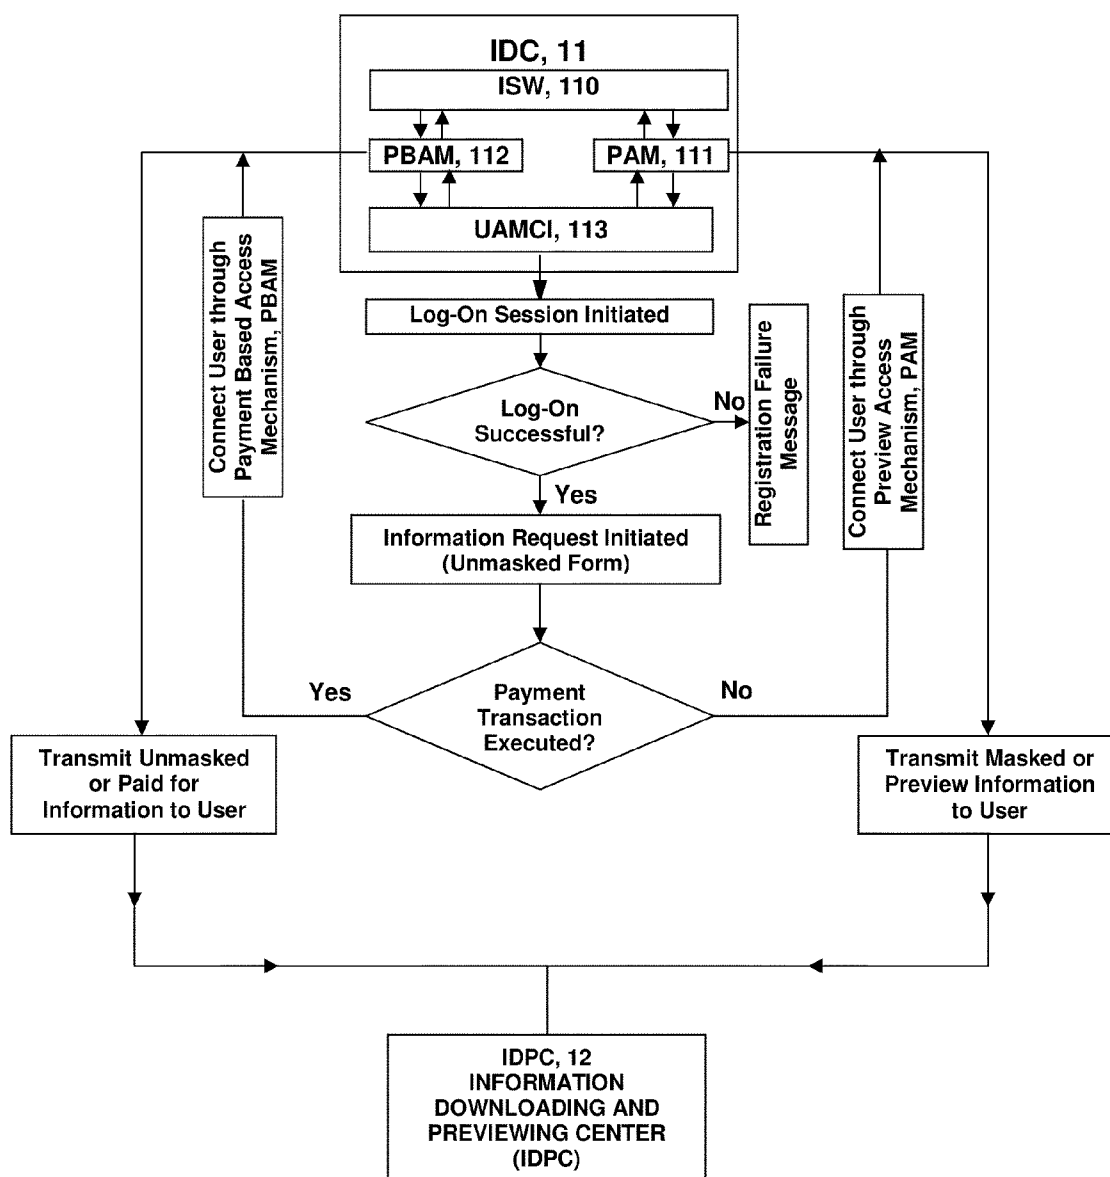 IDC, 11
ISW, 110
PBAM, 112
PAM, 111
UAMCI, 113
Connect User through
Payment Based Access
Mechanism, PBAM
Log-On Session Initiated
Log-On
Successful?
No
Registration Failure
Message
Connect User through
Preview Access
Mechanism, PAM
Yes
Information Request Initiated
(Unmasked Form)
Yes
Payment
Transaction
Executed?
No
Transmit Unmasked
or Paid for
Information to User
Transmit Masked or
Preview Information
to User
IDPC, 12
INFORMATION
DOWNLOADING AND
PREVIEWING CENTER
(IDPC)